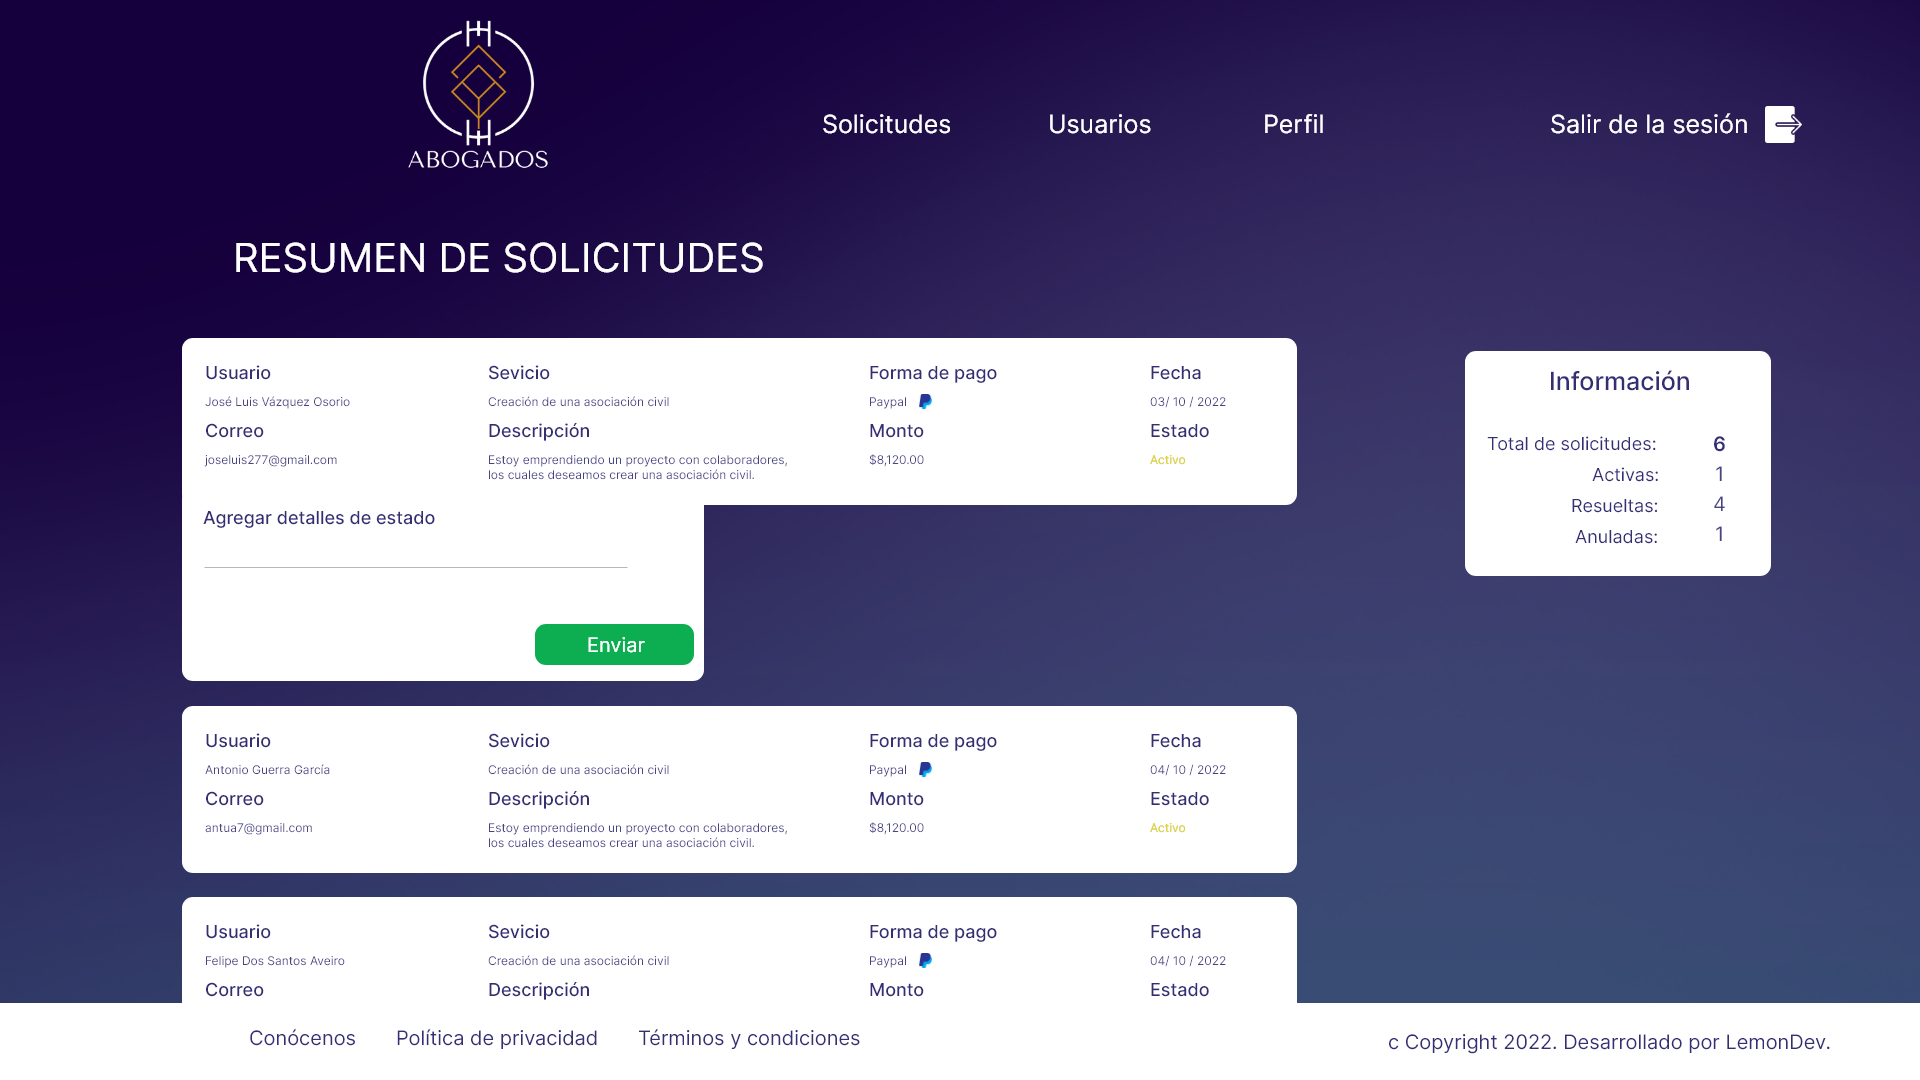 ABOGADOS
Solicitudes
Usuarios
Perfil
Salir de la sesión
RESUMEN DE SOLICITUDES
Usuario
Sevicio
Forma de pago
Fecha
José Luis Vázquez Osorio
Creación de una asociación civil
Paypal
03/ 10 / 2022
Correo
Descripción
Monto
Estado
joseluis277@gmail.com
Estoy emprendiendo un proyecto con colaboradores,
los cuales deseamos crear una asociación civil.
$8,120.00
Activo
Agregar detalles de estado
Enviar
Información
Total de solicitudes: 6
Activas: 1
Resueltas: 4
Anuladas: 1
Usuario
Sevicio
Forma de pago
Fecha
Antonio Guerra García
Creación de una asociación civil
Paypal
04/ 10 / 2022
Correo
Descripción
Monto
Estado
antua7@gmail.com
Estoy emprendiendo un proyecto con colaboradores,
los cuales deseamos crear una asociación civil.
$8,120.00
Activo
Usuario
Sevicio
Forma de pago
Fecha
Felipe Dos Santos Aveiro
Creación de una asociación civil
Paypal
04/ 10 / 2022
Correo
Descripción
Monto
Estado
Conócenos
Política de privacidad
Términos y condiciones
c Copyright 2022. Desarrollado por LemonDev.